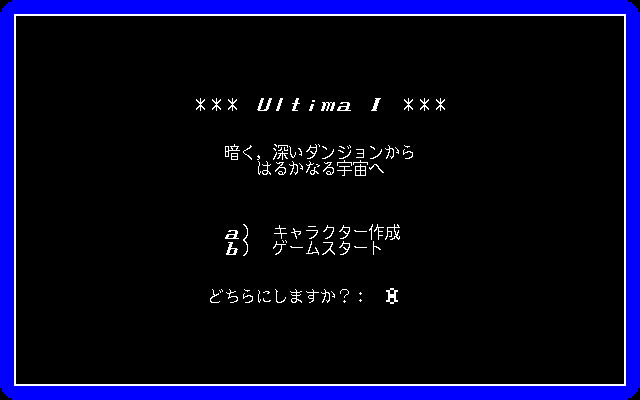 *** Ultima I ***
暗く，深いダンジョンから
はるかなる宇宙へ
a) キャラクター作成
b) ゲームスタート
どちらにしますか？：